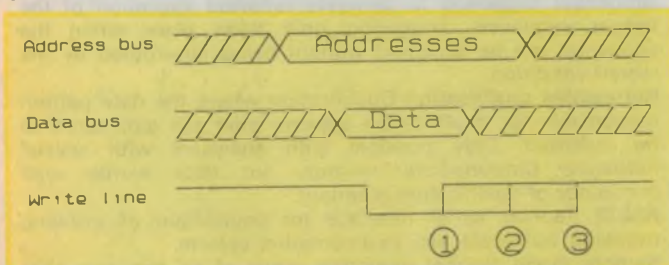 Address bus Addresses
Data bus Data
Write line
① ② ③